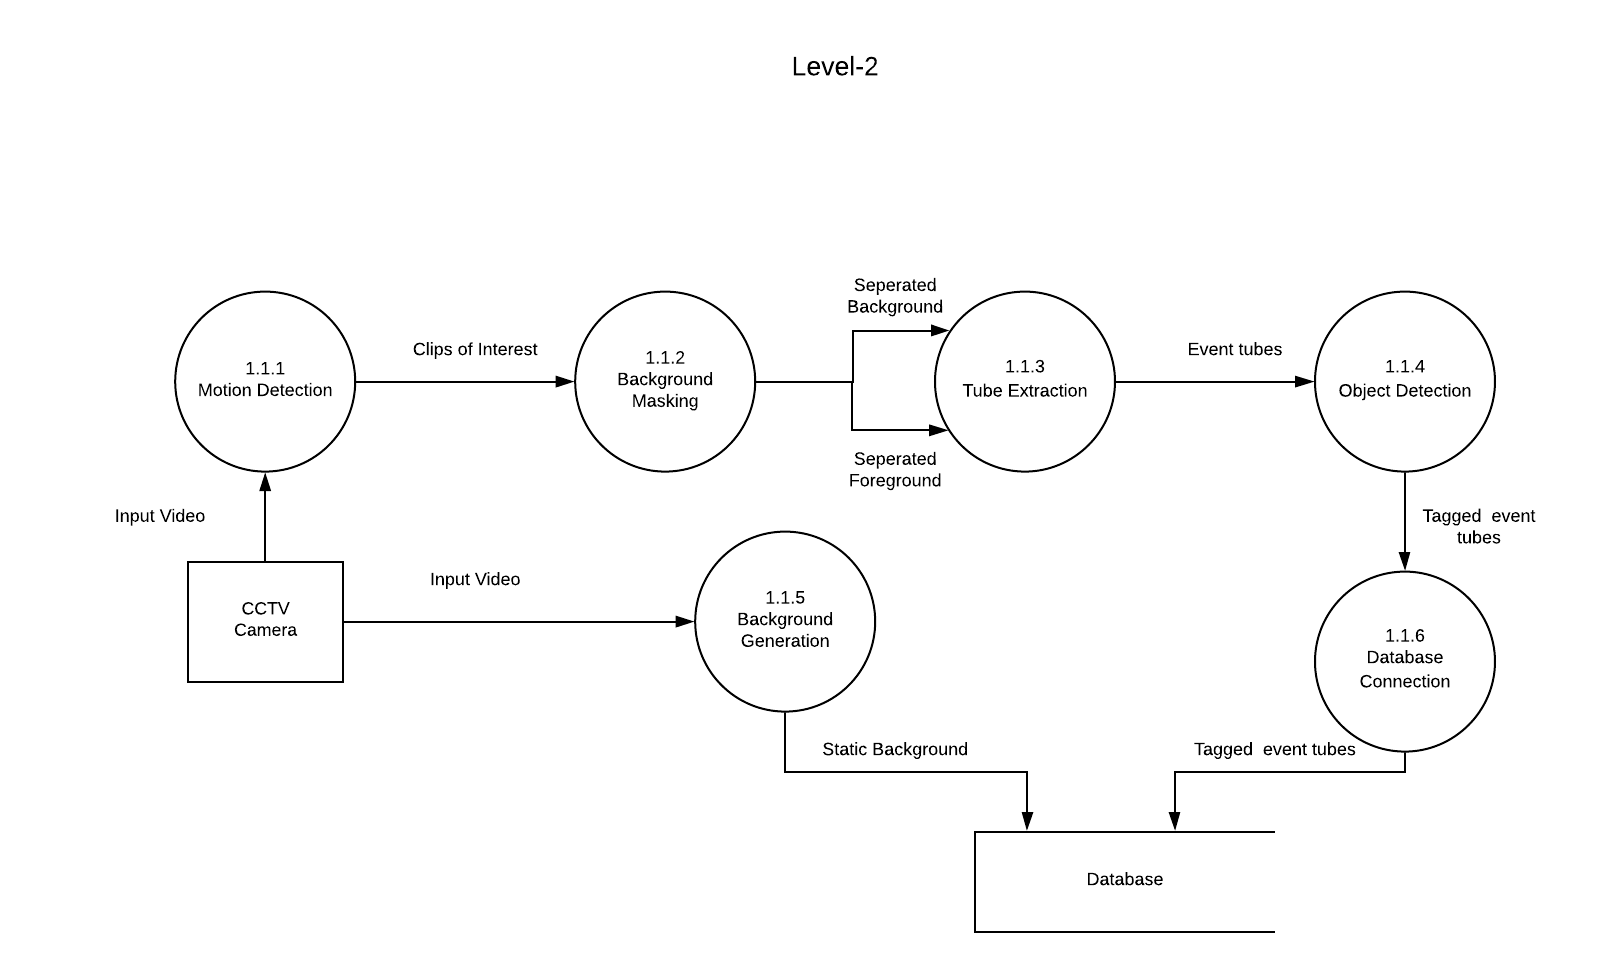 Level-2
Seperated
Background
1.1.1
Motion Detection
Clips of Interest
1.1.2
Background
Masking
1.1.3
Tube Extraction
Event tubes
1.1.4
Object Detection
Seperated
Foreground
Input Video
Tagged  event
tubes
CCTV
Camera
Input Video
1.1.5
Background
Generation
1.1.6
Database
Connection
Static Background
Tagged  event tubes
Database